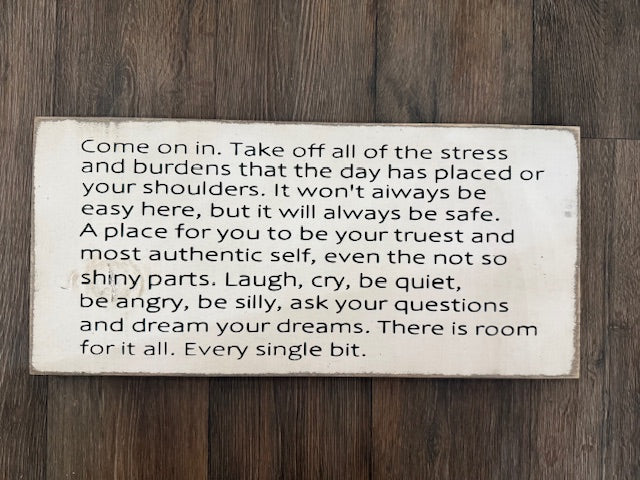 Come on in. Take off all of the stress
and burdens that the day has placed or
your shoulders. It won't aiways be
easy here, but it will always be safe.
A place for you to be your truest and
most authentic self, even the not so
shiny parts. Laugh, cry, be quiet,
be angry, be silly, ask your questions
and dream your dreams. There is room
for it all. Every single bit.